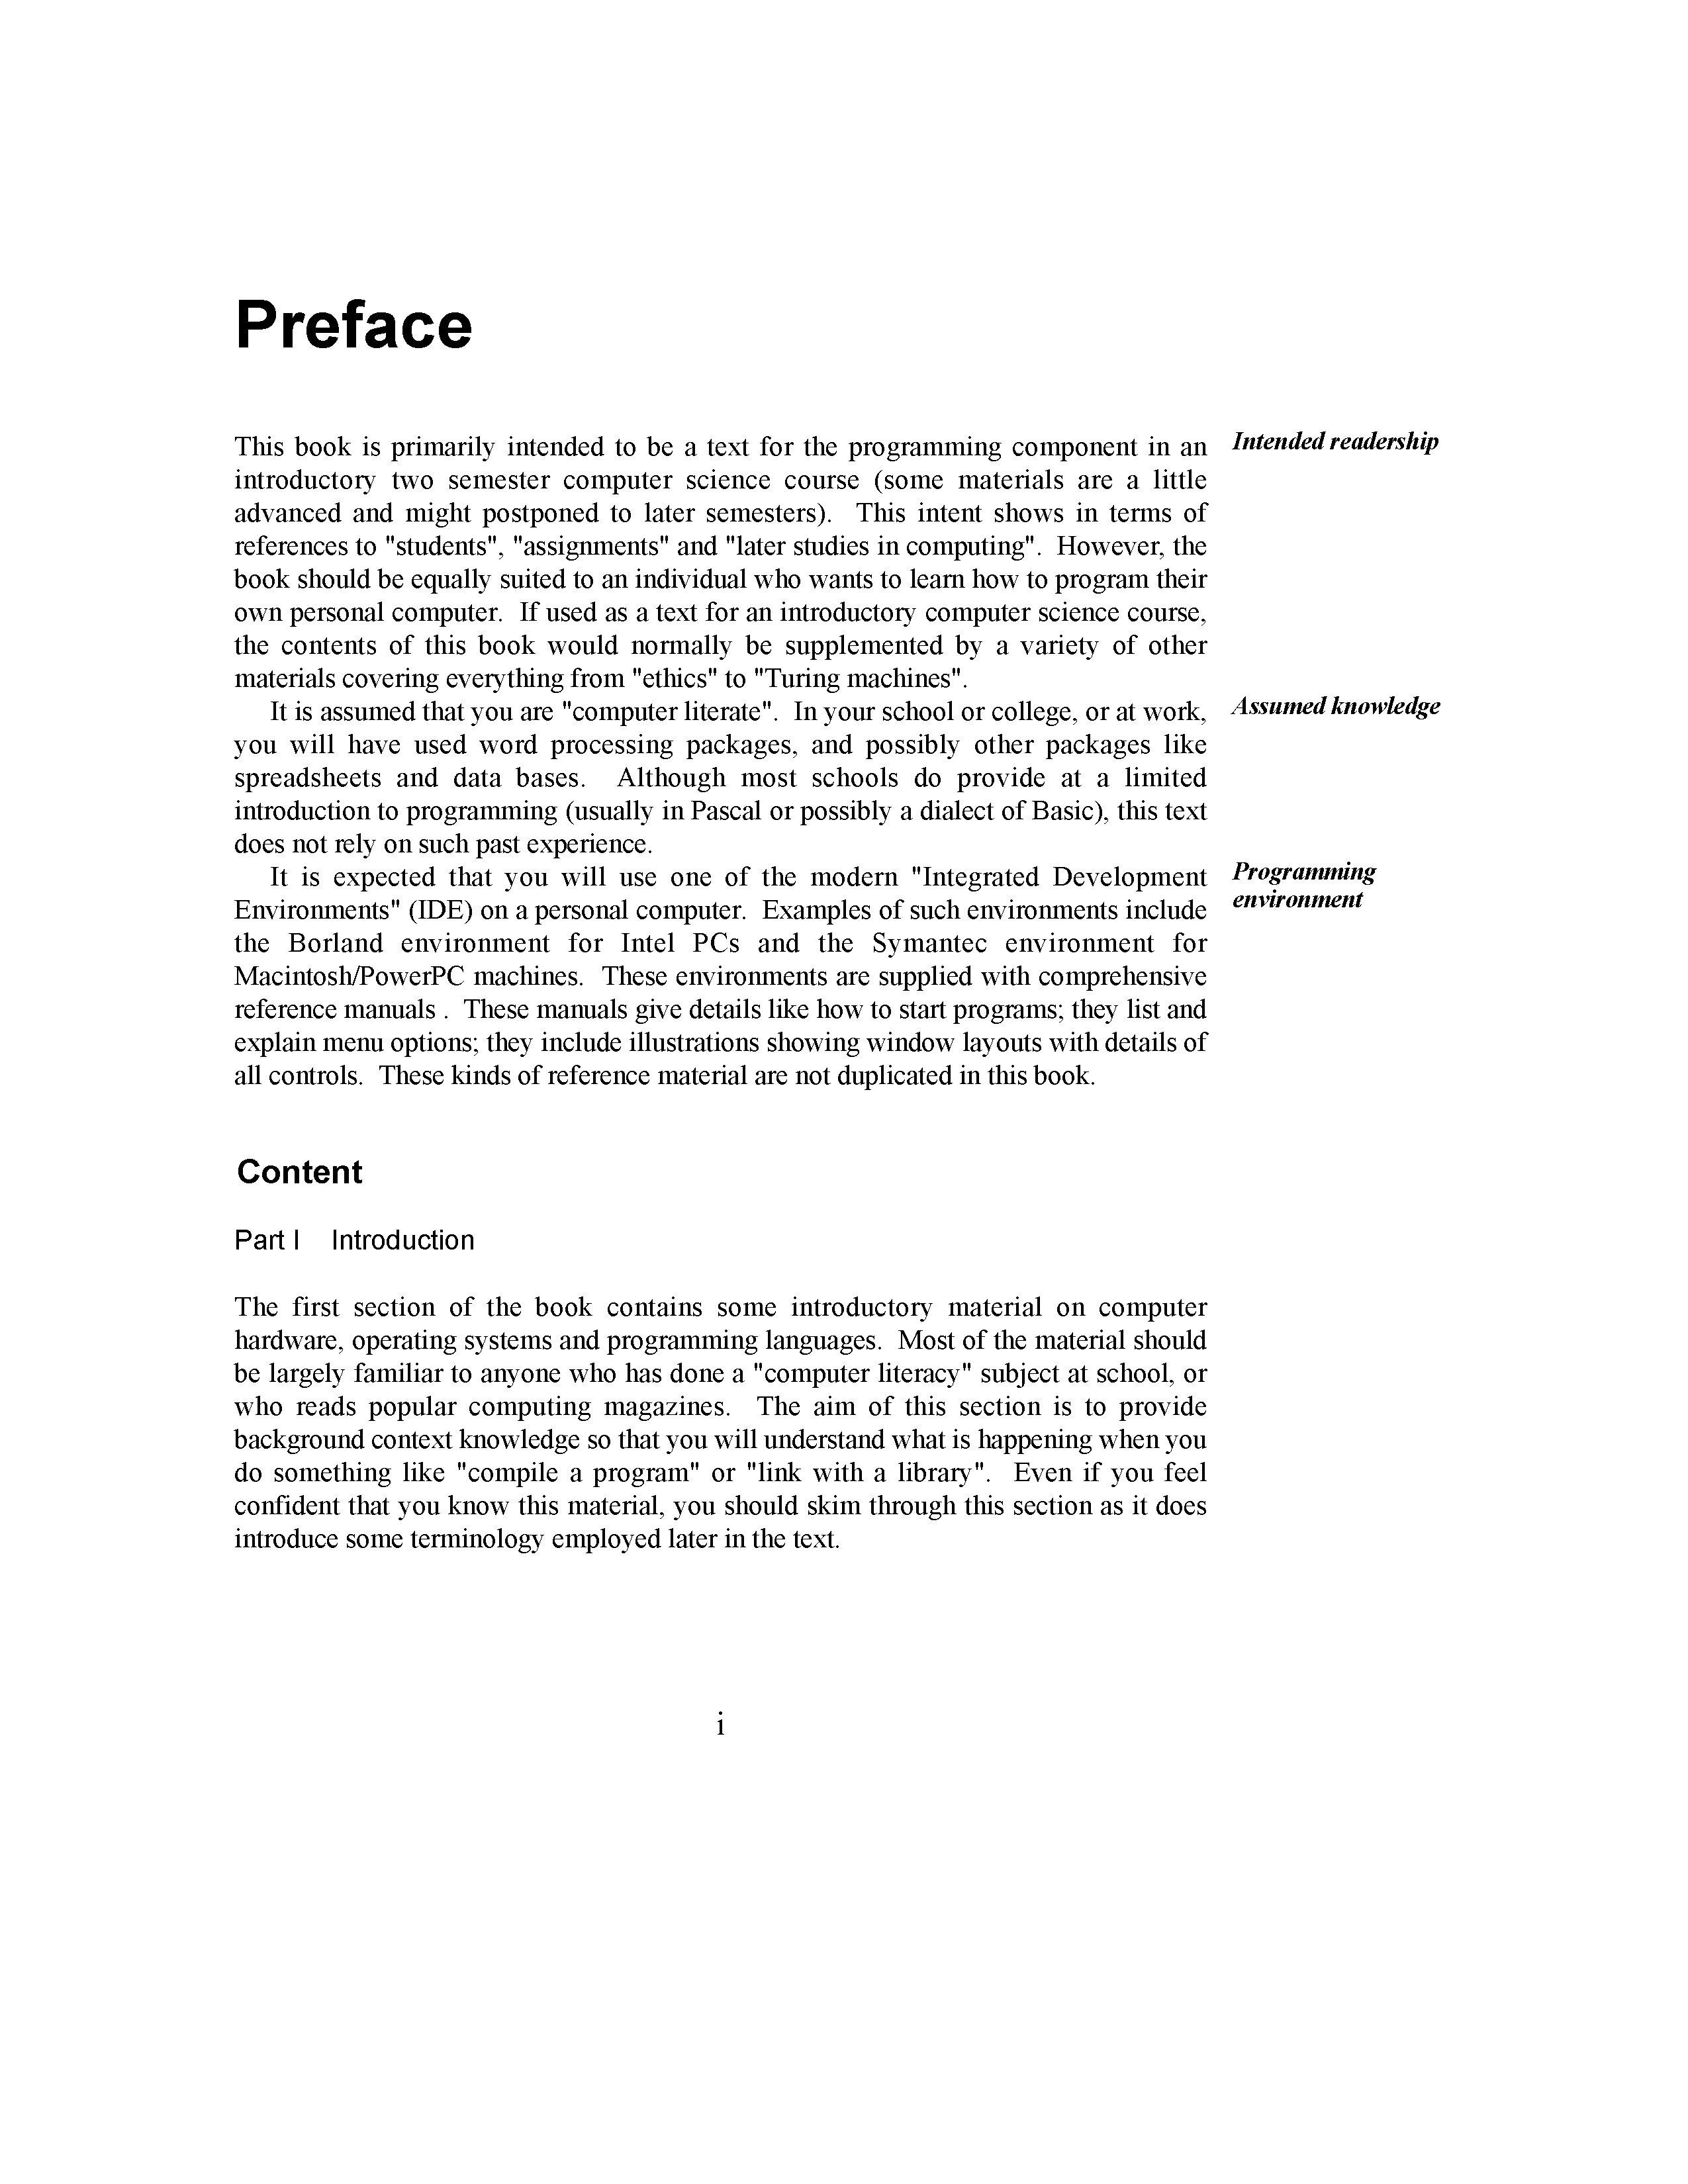 Preface
This book is primarily intended to be a text for the programming component in an
Intended readership
introductory two semester computer science course (some materials are a little
advanced and might postponed to later semesters).  This intent shows in terms of
references to "students", "assignments" and "later studies in computing".  However, the
book should be equally suited to an individual who wants to learn how to program their
own personal computer.  If used as a text for an introductory computer science course,
the contents of this book would normally be supplemented by a variety of other
materials covering everything from "ethics" to "Turing machines".
It is assumed that you are "computer literate".  In your school or college, or at work,
Assumed knowledge
you will have used word processing packages, and possibly other packages like
spreadsheets and data bases.  Although most schools do provide at a limited
introduction to programming (usually in Pascal or possibly a dialect of Basic), this text
does not rely on such past experience.
It is expected that you will use one of the modern "Integrated Development
Programming
environment
Environments" (IDE) on a personal computer.  Examples of such environments include
the Borland environment for Intel PCs and the Symantec environment for
Macintosh/PowerPC machines.  These environments are supplied with comprehensive
reference manuals .  These manuals give details like how to start programs; they list and
explain menu options; they include illustrations showing window layouts with details of
all controls.  These kinds of reference material are not duplicated in this book.
Content
Part I    Introduction
The first section of the book contains some introductory material on computer
hardware, operating systems and programming languages.  Most of the material should
be largely familiar to anyone who has done a "computer literacy" subject at school, or
who reads popular computing magazines.  The aim of this section is to provide
background context knowledge so that you will understand what is happening when you
do something like "compile a program" or "link with a library".  Even if you feel
confident that you know this material, you should skim through this section as it does
introduce some terminology employed later in the text.
i